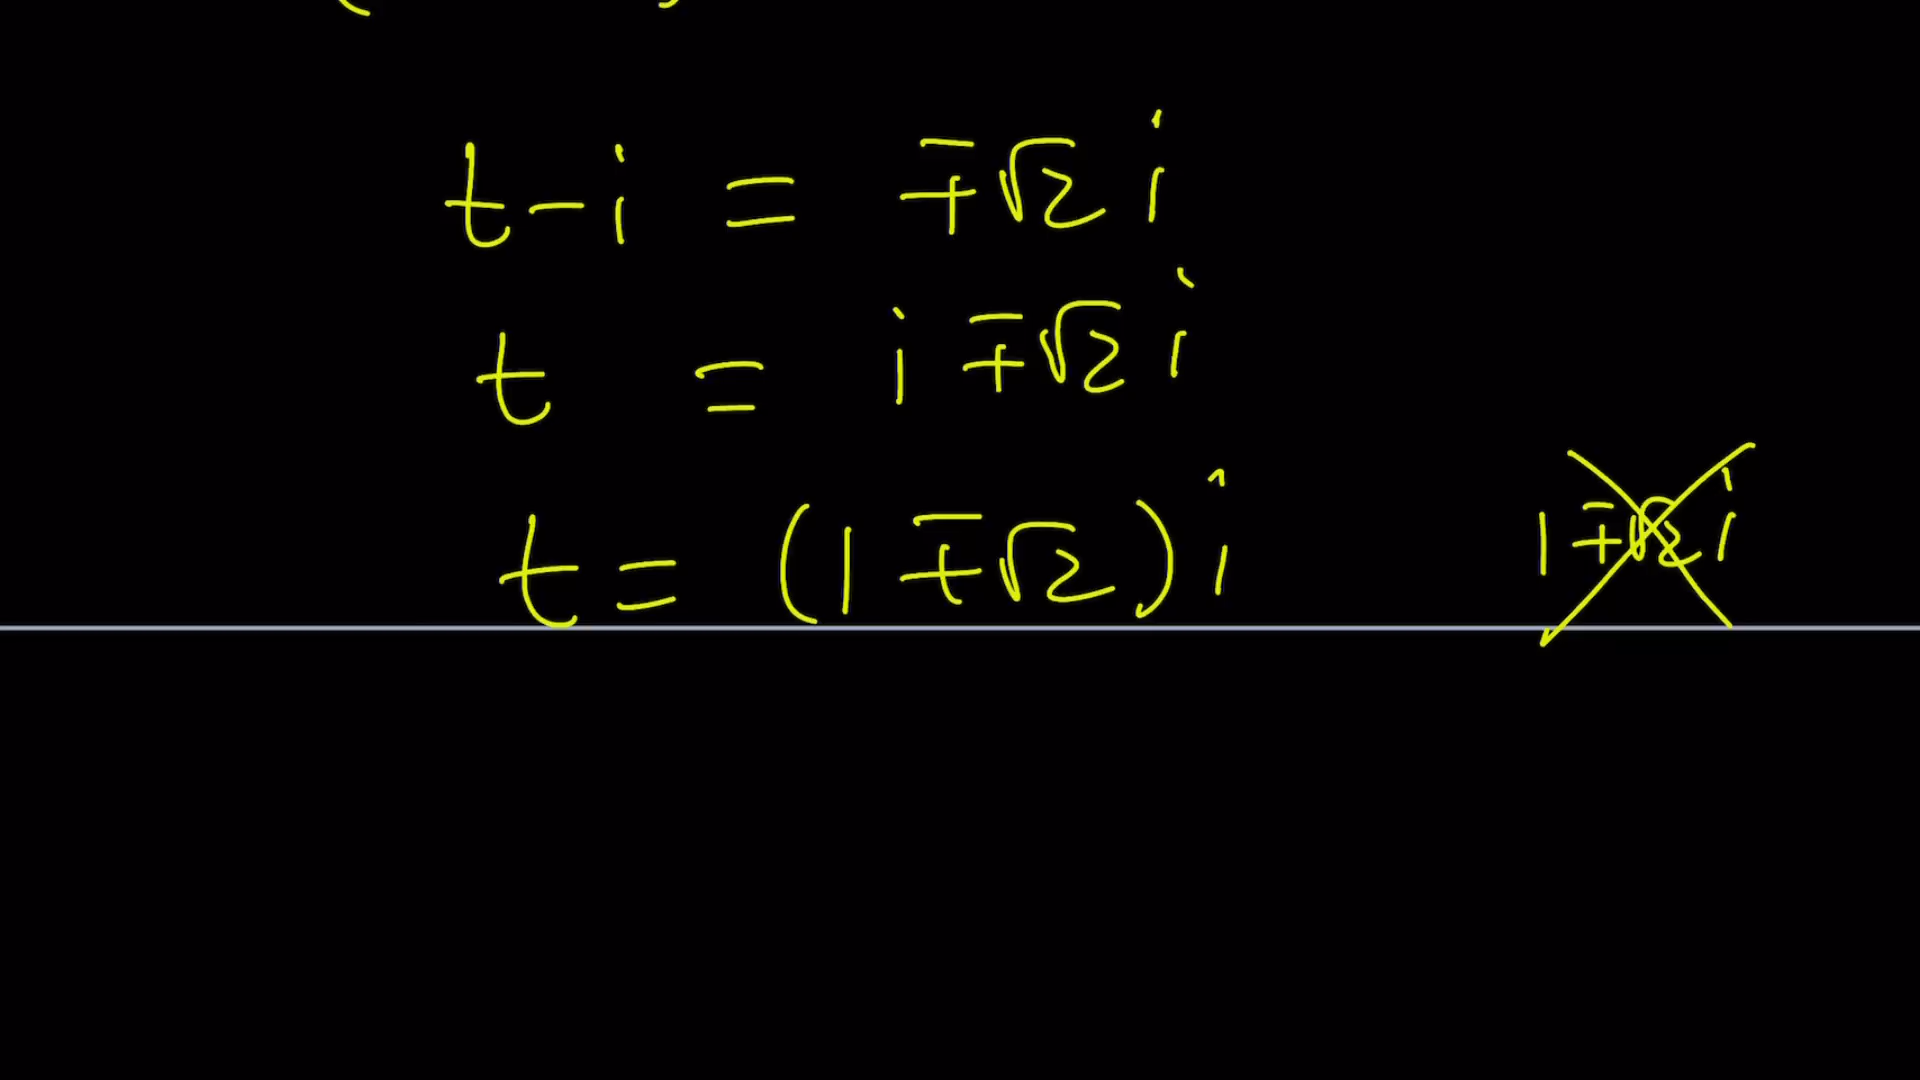 t - i = ∓√2 i
t = i ∓√2 i
t = (1 ∓√2) i
1 ∓√2 i